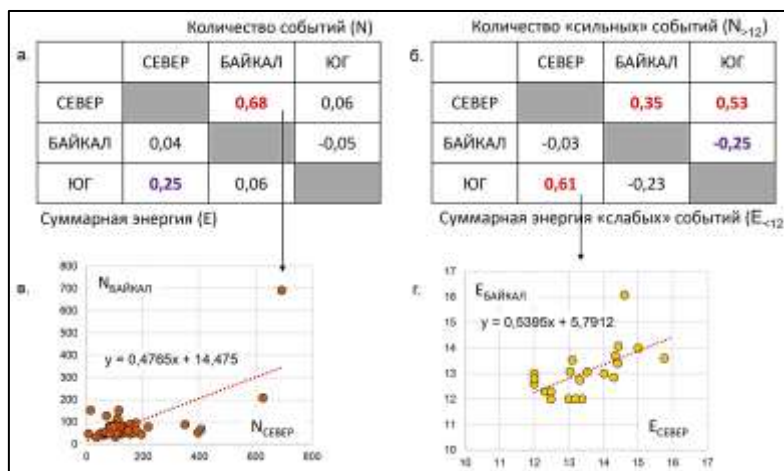 Количество событий (N)
а.
СЕВЕР БАЙКАЛ ЮГ
СЕВЕР 0,68 0,06
БАЙКАЛ 0,04 -0,05
ЮГ 0,25 0,06
Суммарная энергия (E)
Количество «сильных» событий (N>12)
б.
СЕВЕР БАЙКАЛ ЮГ
СЕВЕР 0,35 0,53
БАЙКАЛ -0,03 -0,25
ЮГ 0,61 -0,23
Суммарная энергия «слабых» событий (E<12
в.
800
700
600
500
400
300
200
100
0
0 200 400 600 800
NБАЙКАЛ
y = 0,4765x + 14,475
NСЕВЕР
г.
17
16
15
14
13
12
11
10
10 11 12 13 14 15 16 17
EБАЙКАЛ
y = 0,5395x + 5,7912
EСЕВЕР